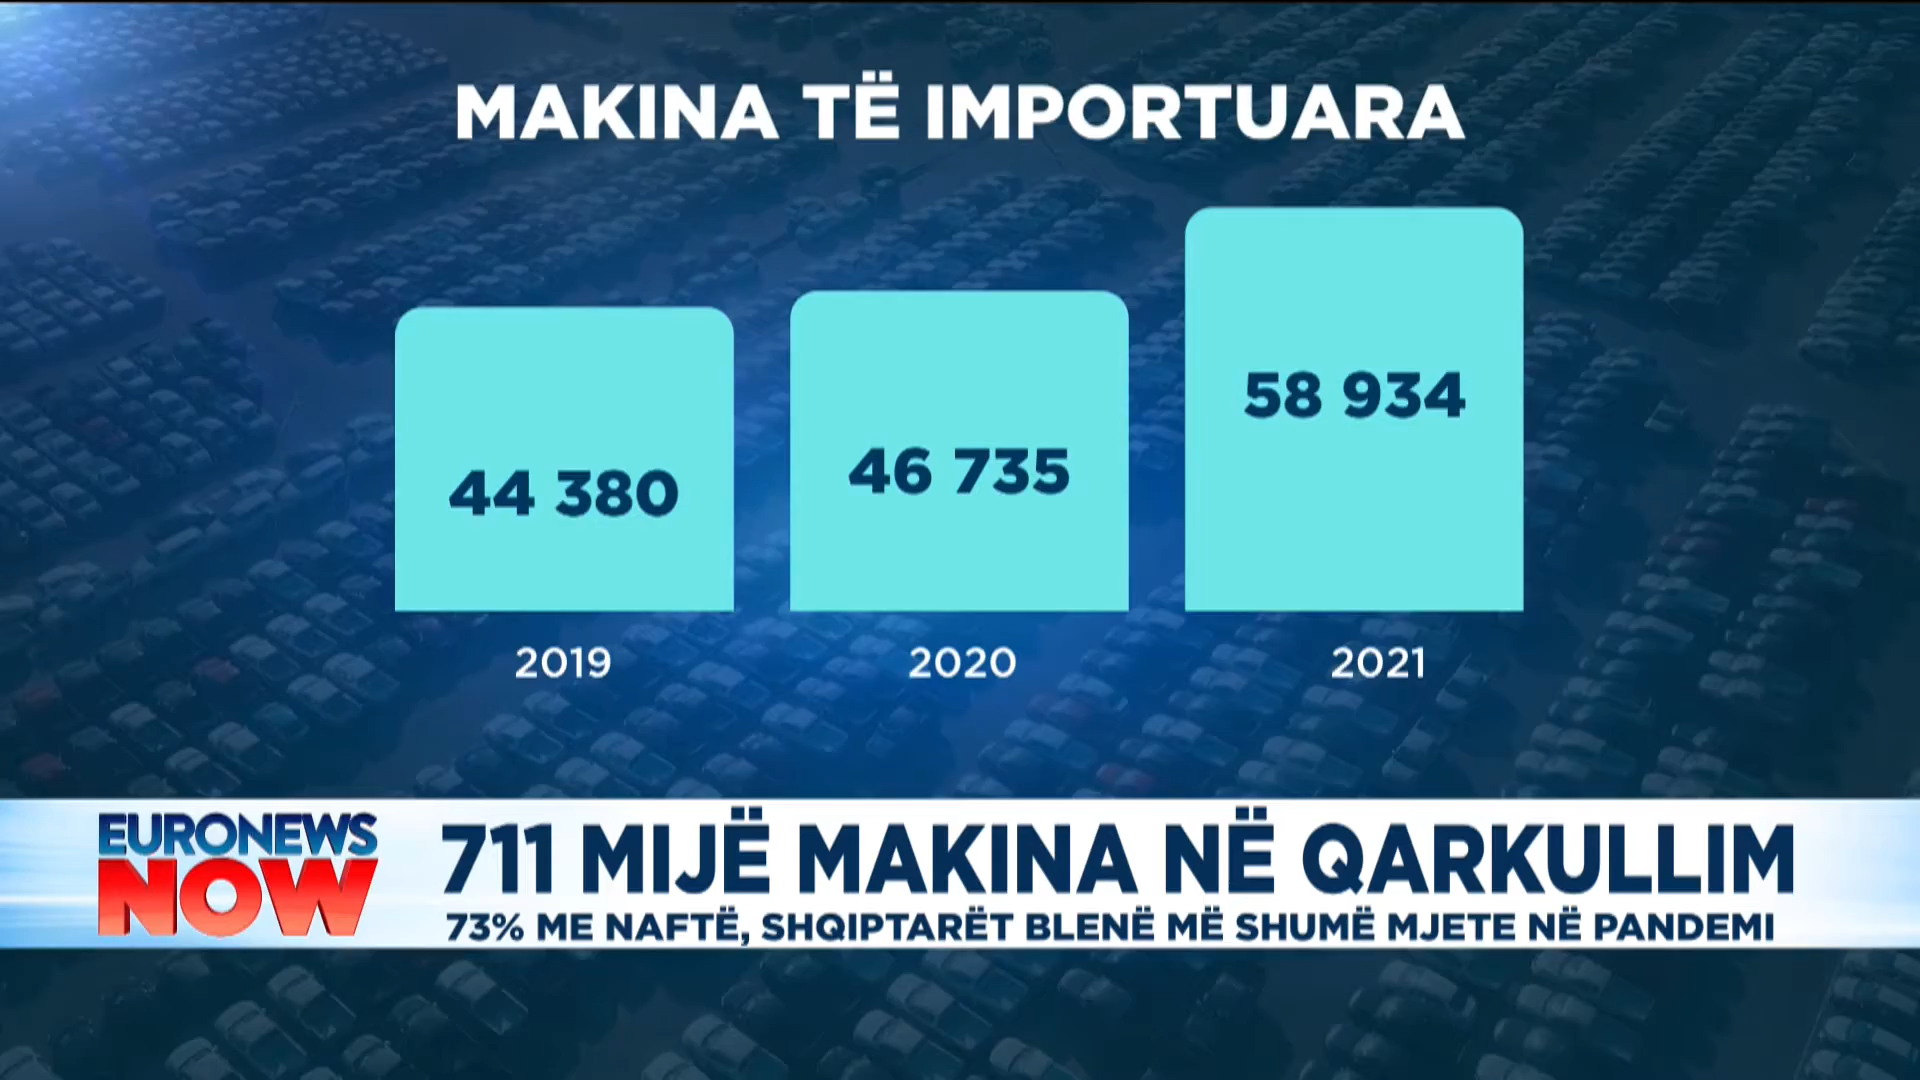 MAKINA TË IMPORTUARA
44 380
46 735
58 934
2019
2020
2021
EURONEWS
NOW
711 MIJË MAKINA NË QARKULLIM
73% ME NAFTË, SHQIPTARËT BLENË MË SHUMË MJETE NË PANDEMI